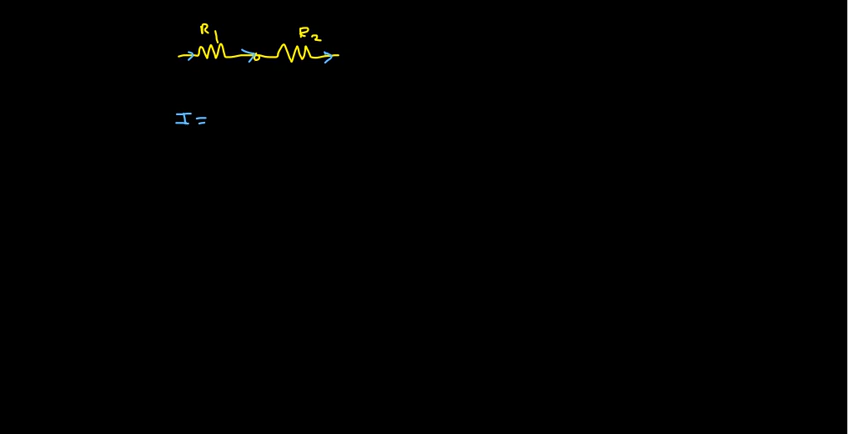 R1 R2
I =